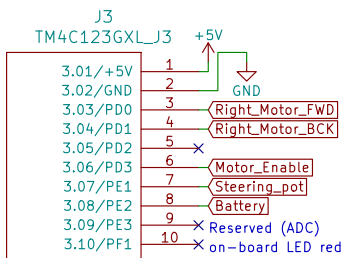 J3
TM4C123GXL_J3
+5V
3.01/+5V 1
3.02/GND 2
GND
3.03/PD0 3 Right_Motor_FWD
3.04/PD1 4 Right_Motor_BCK
3.05/PD2 5
3.06/PD3 6 Motor_Enable
3.07/PE1 7 Steering_pot
3.08/PE2 8 Battery
3.09/PE3 9 Reserved (ADC)
3.10/PF1 10 on-board LED red